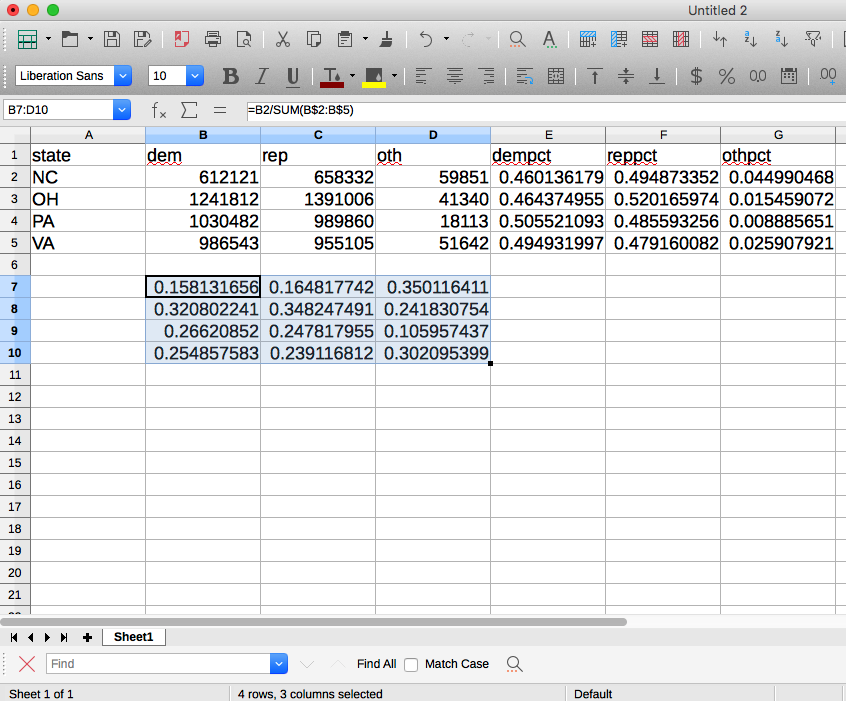 Untitled 2
Liberation Sans 10 B I U T $ % 0.0 .00
B7:D10 fx Σ = =B2/SUM(B$2:B$5)
A B C D E F G
1 state dem rep oth dempct reppct othpct
2 NC 612121 658332 59851 0.460136179 0.494873352 0.044990468
3 OH 1241812 1391006 41340 0.464374955 0.520165974 0.015459072
4 PA 1030482 989860 18113 0.505521093 0.485593256 0.008885651
5 VA 986543 955105 51642 0.494931997 0.479160082 0.025907921
6
7 0.158131656 0.164817742 0.350116411
8 0.320802241 0.348247491 0.241830754
9 0.26620852 0.247817955 0.105957437
10 0.254857583 0.239116812 0.302095399
11
12
13
14
15
16
17
18
19
20
21
Sheet1
Find Find All Match Case
Sheet 1 of 1 4 rows, 3 columns selected Default